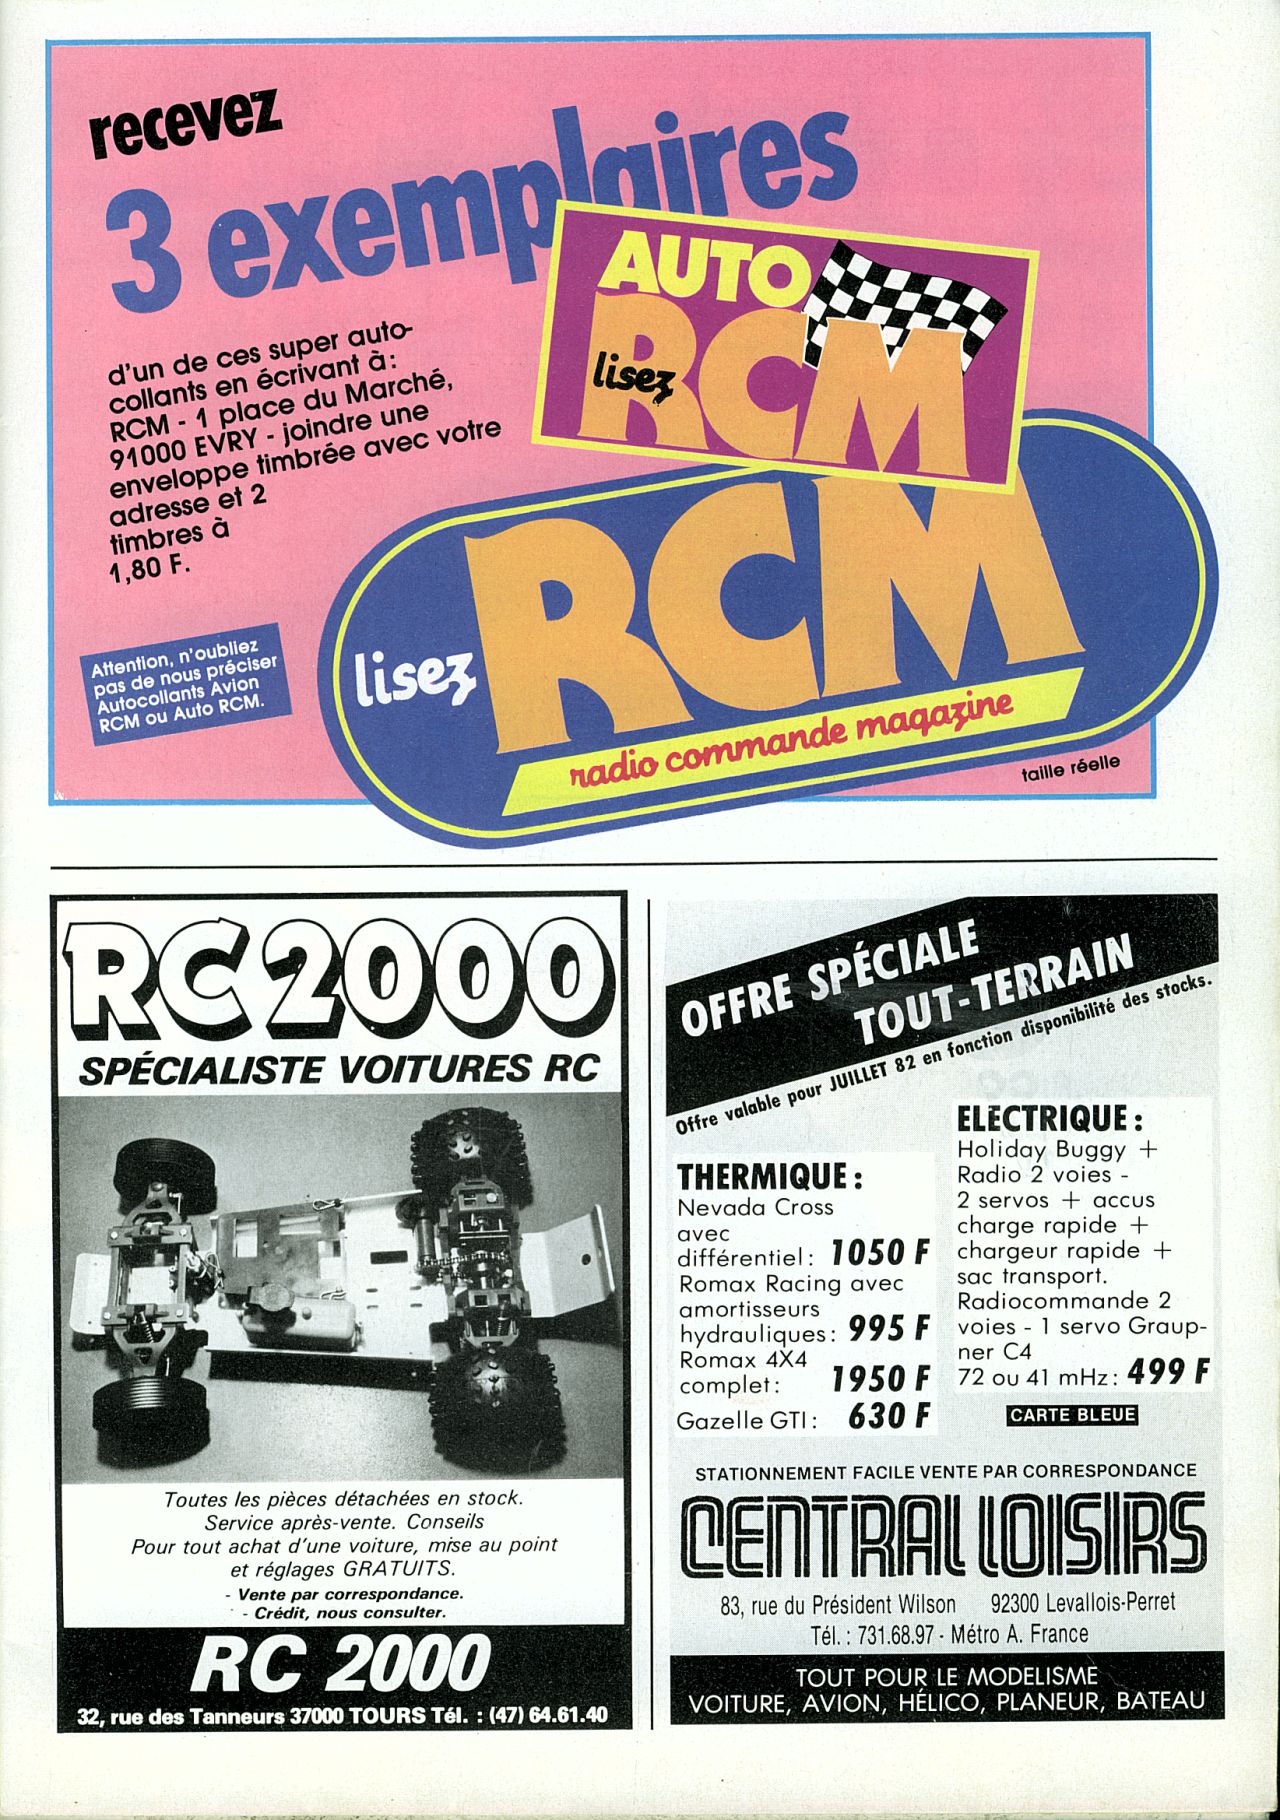 recevez
3 exemplaires
d'un de ces super auto-
collants en écrivant à :
RCM - 1 place du Marché,
91000 EVRY - joindre une
enveloppe timbrée avec votre
adresse et 2
timbres à
1,80 F.
AUTO
lisez
RCM
Attention, n'oubliez
pas de nous préciser
Autocollants Avion
RCM ou Auto RCM.
lisez
RCM
radio commande magazine
taille réelle
RC 2000
SPÉCIALISTE VOITURES RC
Toutes les pièces détachées en stock.
Service après-vente. Conseils
Pour tout achat d'une voiture, mise au point
et réglages GRATUITS.
- Vente par correspondance.
- Crédit, nous consulter.
RC 2000
32, rue des Tanneurs 37000 TOURS Tél. : (47) 64.61.40
OFFRE SPÉCIALE
TOUT-TERRAIN
Offre valable pour JUILLET 82 en fonction disponibilité des stocks.
THERMIQUE :
Nevada Cross
avec
différentiel : 1050 F
Romax Racing avec
amortisseurs
hydrauliques : 995 F
Romax 4X4
complet : 1950 F
Gazelle GTI : 630 F
ELECTRIQUE :
Holiday Buggy +
Radio 2 voies -
2 servos + accus
charge rapide +
chargeur rapide +
sac transport.
Radiocommande 2
voies - 1 servo Graup-
ner C4
72 ou 41 mHz : 499 F
CARTE BLEUE
STATIONNEMENT FACILE VENTE PAR CORRESPONDANCE
CENTRAL LOISIRS
83, rue du Président Wilson 92300 Levallois-Perret
Tél. : 731.68.97 - Métro A. France
TOUT POUR LE MODELISME
VOITURE, AVION, HÉLICO, PLANEUR, BATEAU